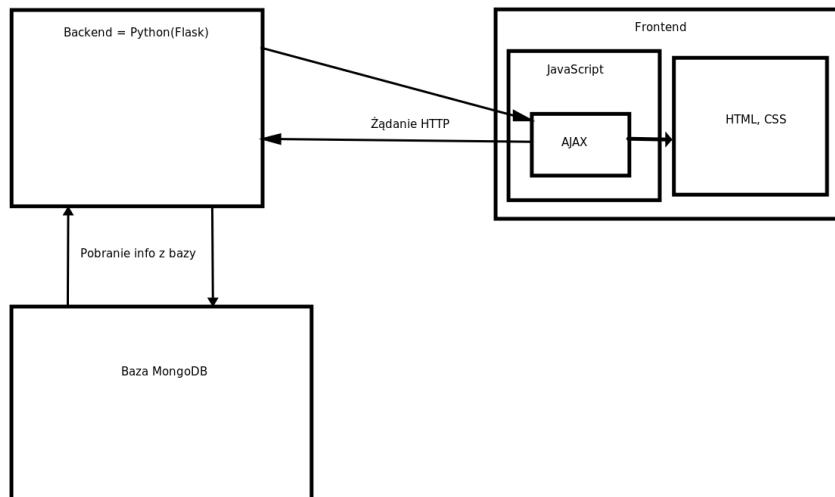 Backend = Python(Flask)
Frontend
JavaScript
HTML, CSS
Żądanie HTTP
AJAX
Pobranie info z bazy
Baza MongoDB